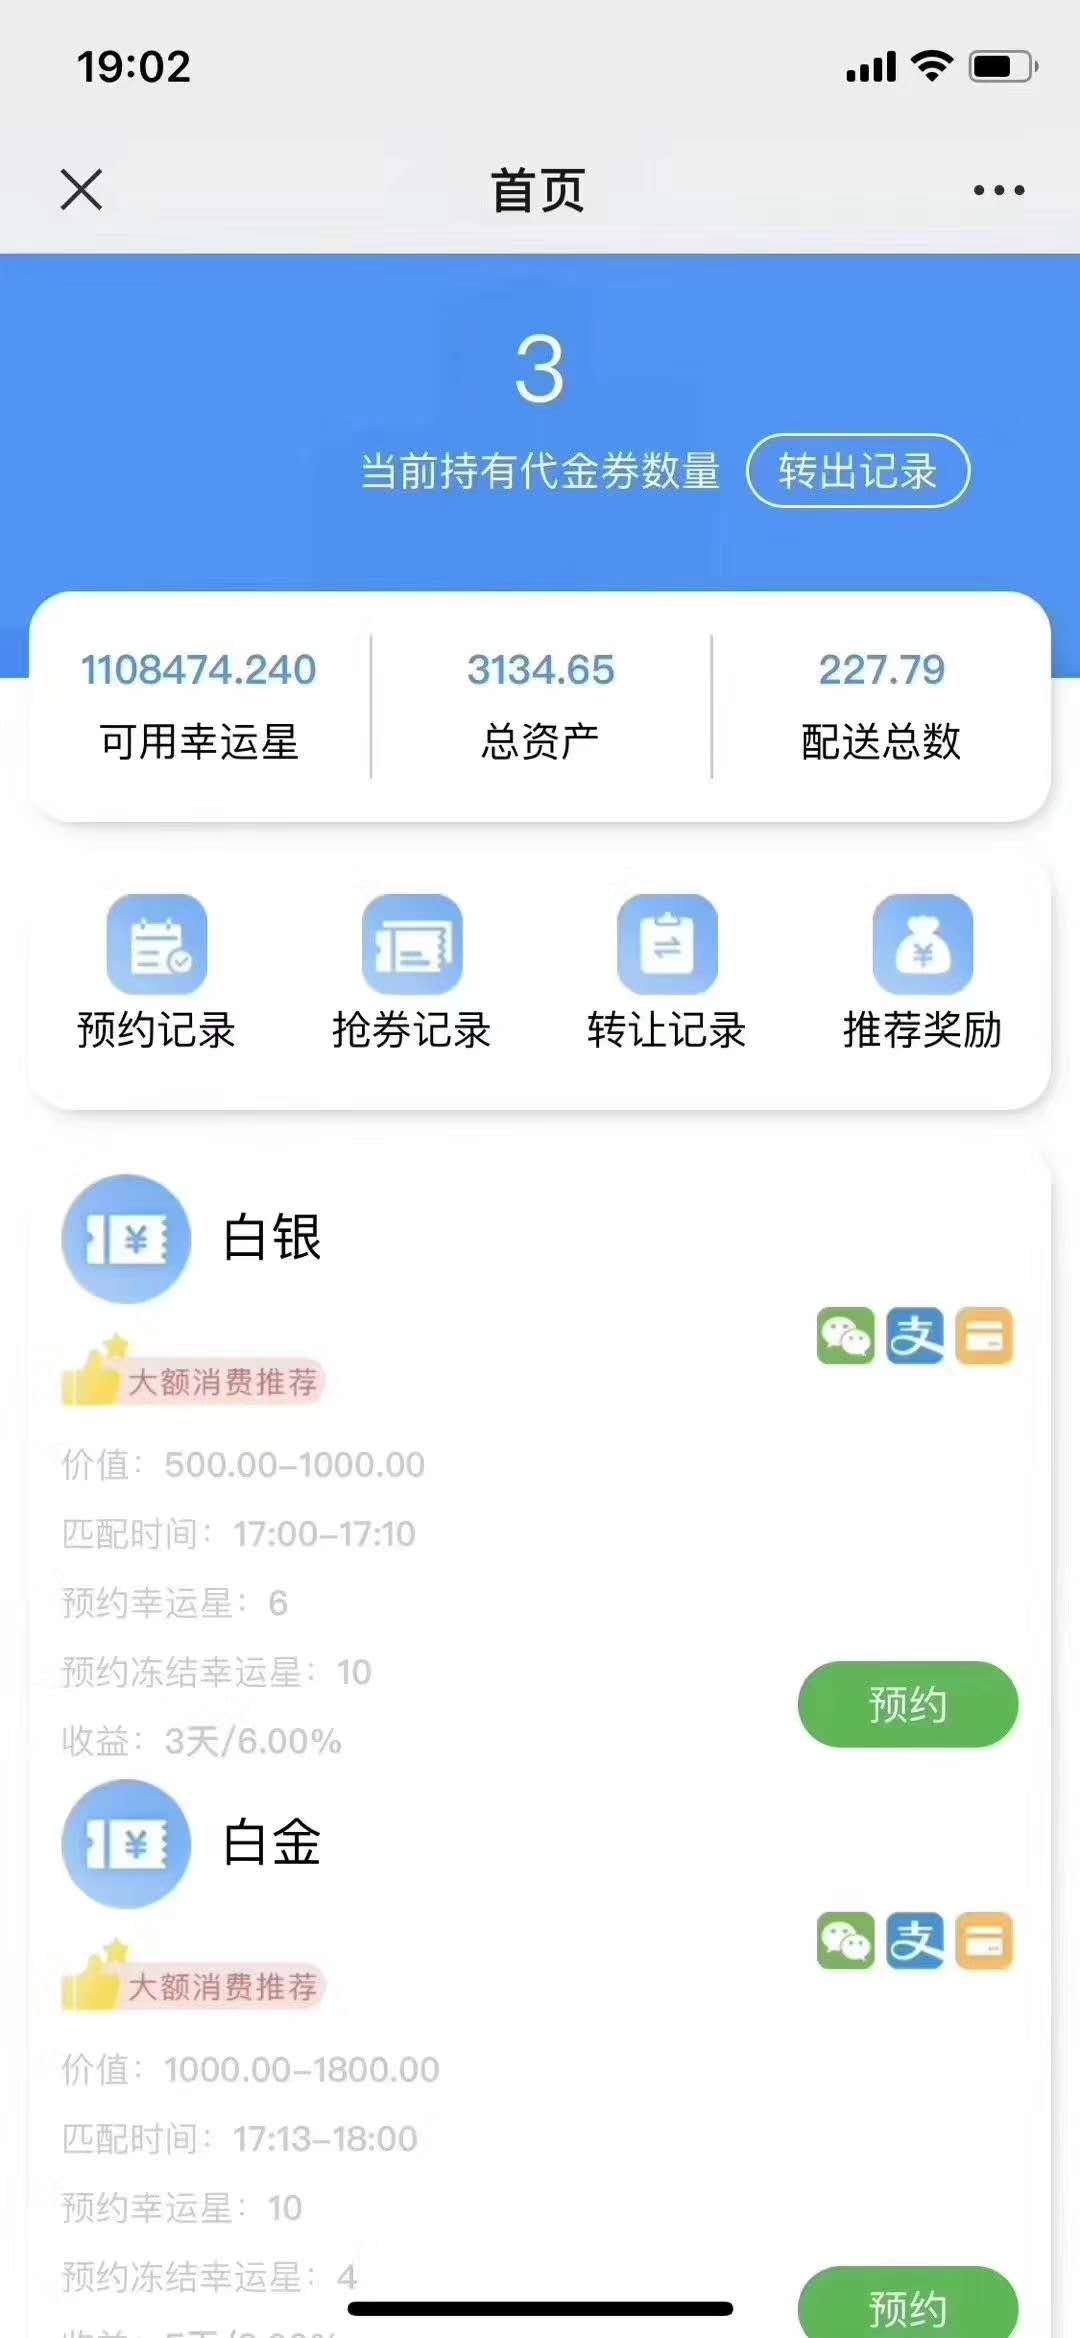 19:02
首页
3
当前持有代金券数量 转出记录
1108474.240 3134.65 227.79
可用幸运星 总资产 配送总数
预约记录 抢券记录 转让记录 推荐奖励
白银
支
大额消费推荐
价值：500.00-1000.00
匹配时间：17:00-17:10
预约幸运星：6
预约冻结幸运星：10
预约
收益：3天/6.00%
白金
支
大额消费推荐
价值：1000.00-1800.00
匹配时间：17:13-18:00
预约幸运星：10
预约冻结幸运星：4
预约